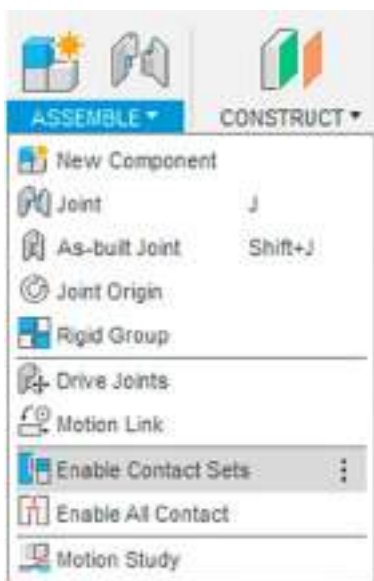 ASSEMBLE CONSTRUCT
New Component
Joint J
As-built Joint Shift+J
Joint Origin
Rigid Group
Drive Joints
Motion Link
Enable Contact Sets
Enable All Contact
Motion Study